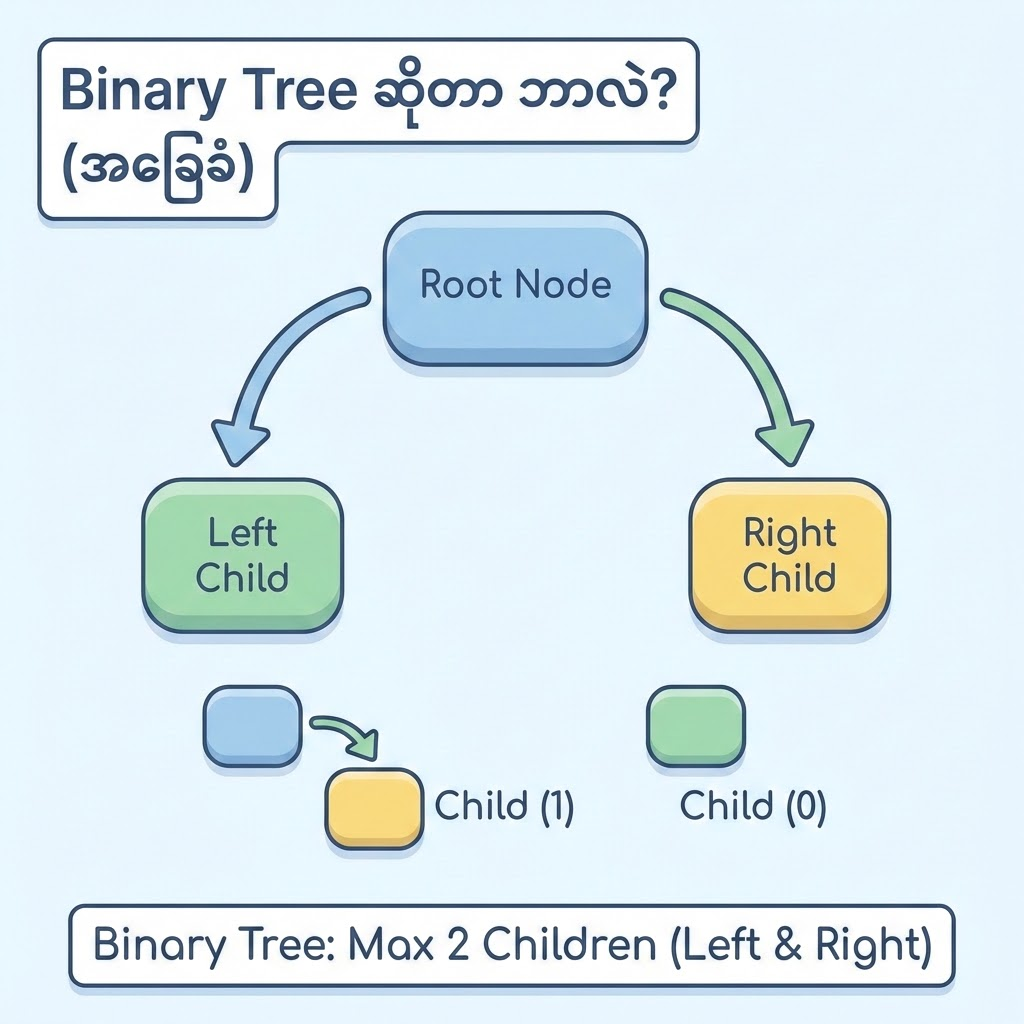 Binary Tree ဆိုတာ ဘာလဲ?
(အခြေခံ)
Root Node
Left
Child
Right
Child
Child (1)
Child (0)
Binary Tree: Max 2 Children (Left & Right)